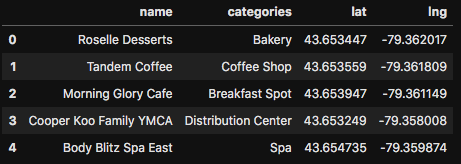 name categories lat lng
0 Roselle Desserts Bakery 43.653447 -79.362017
1 Tandem Coffee Coffee Shop 43.653559 -79.361809
2 Morning Glory Cafe Breakfast Spot 43.653947 -79.361149
3 Cooper Koo Family YMCA Distribution Center 43.653249 -79.358008
4 Body Blitz Spa East Spa 43.654735 -79.359874